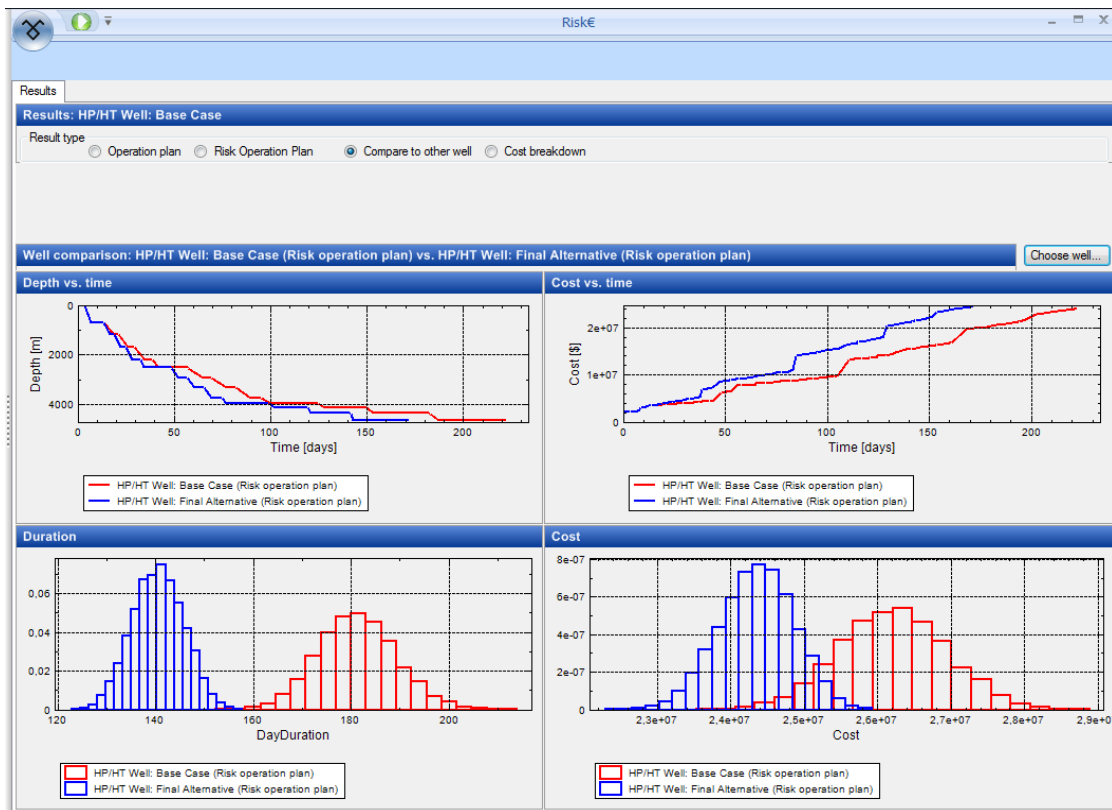 Risk€
Results
Results: HP/HT Well: Base Case
Result type
Operation plan Risk Operation Plan Compare to other well Cost breakdown
Well comparison: HP/HT Well: Base Case (Risk operation plan) vs. HP/HT Well: Final Alternative (Risk operation plan) Choose well...
Depth vs. time
0
2000
4000
Depth [m]
0 50 100 150 200
Time [days]
HP/HT Well: Base Case (Risk operation plan)
HP/HT Well: Final Alternative (Risk operation plan)
Cost vs. time
2e+07
1e+07
0
Cost [$]
0 50 100 150 200
Time [days]
HP/HT Well: Base Case (Risk operation plan)
HP/HT Well: Final Alternative (Risk operation plan)
Duration
0,06
0,04
0,02
0
120 140 160 180 200
DayDuration
HP/HT Well: Base Case (Risk operation plan)
HP/HT Well: Final Alternative (Risk operation plan)
Cost
8e-07
6e-07
4e-07
2e-07
0
2,3e+07 2,4e+07 2,5e+07 2,6e+07 2,7e+07 2,8e+07 2,9e+0
Cost
HP/HT Well: Base Case (Risk operation plan)
HP/HT Well: Final Alternative (Risk operation plan)